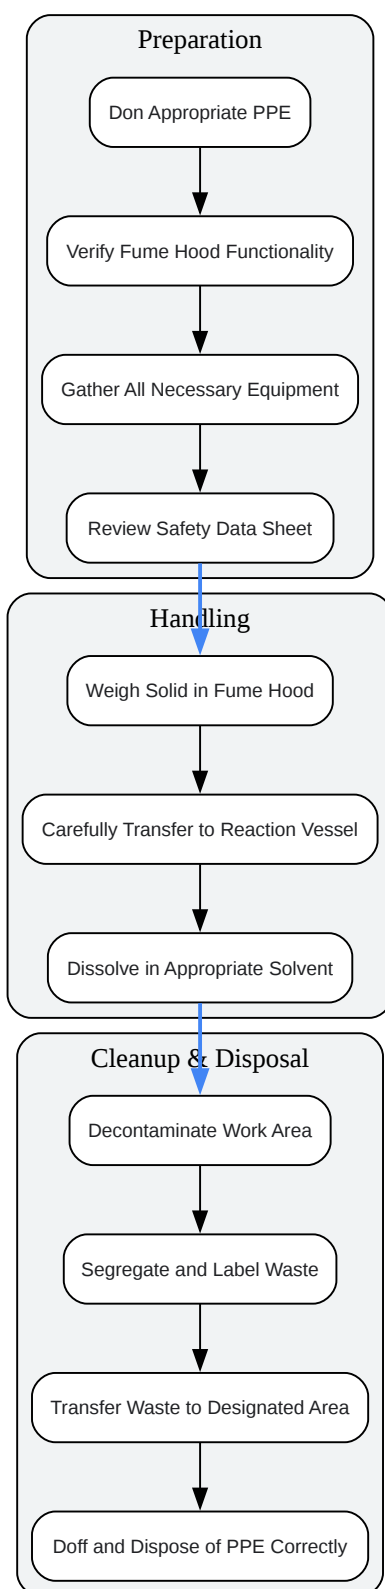 Preparation
Don Appropriate PPE
Verify Fume Hood Functionality
Gather All Necessary Equipment
Review Safety Data Sheet
Handling
Weigh Solid in Fume Hood
Carefully Transfer to Reaction Vessel
Dissolve in Appropriate Solvent
Cleanup & Disposal
Decontaminate Work Area
Segregate and Label Waste
Transfer Waste to Designated Area
Doff and Dispose of PPE Correctly